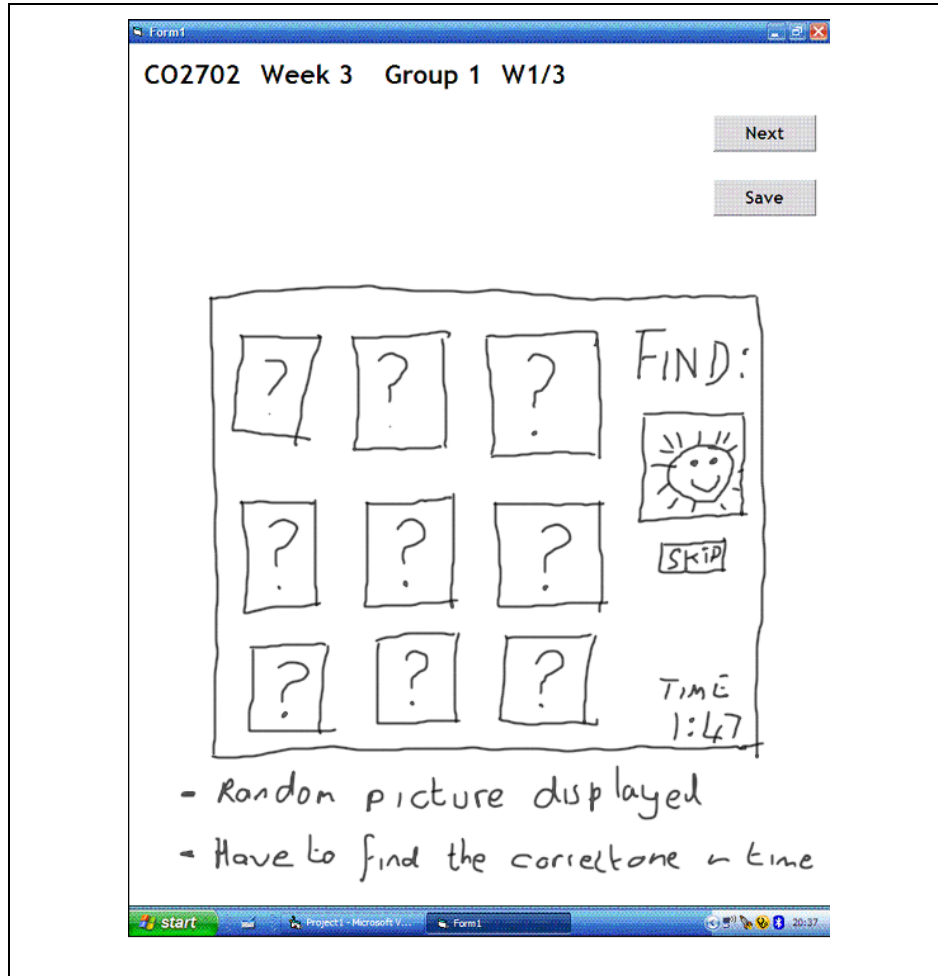 Form1
CO2702 Week 3 Group 1 W1/3
Next
Save
? ? ? FIND:
? ? ? SKIP
? ? ? TIME
1:47
- Random picture displayed
- Have to find the correct one in time
start Project1 - Microsoft V... Form1 20:37